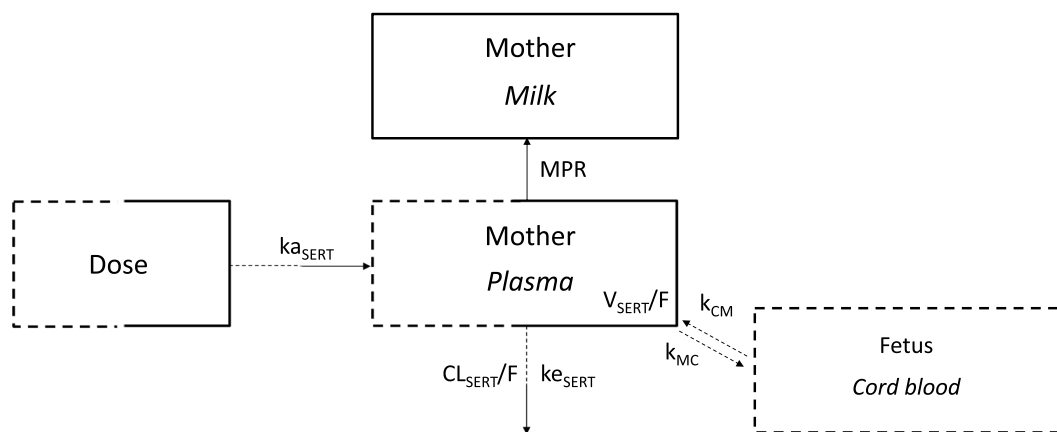 Mother
Milk
MPR
Dose
ka_SERT
Mother
Plasma
V_SERT/F
k_CM
k_MC
CL_SERT/F
ke_SERT
Fetus
Cord blood